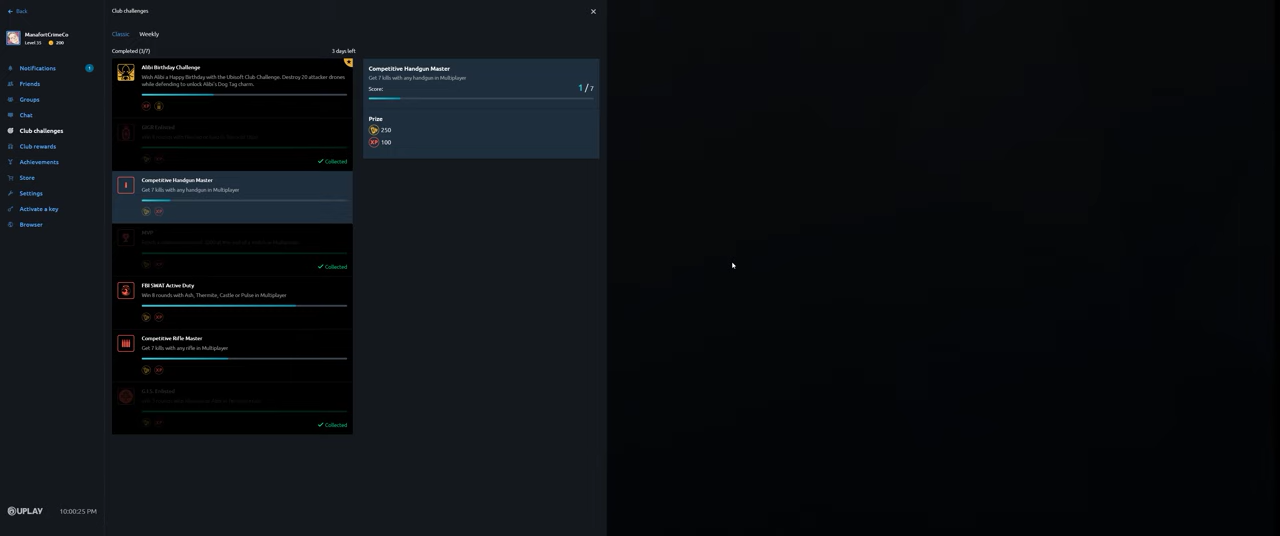 Back
Club challenges
ManafortCrimeCo
Level 35 200
Classic Weekly
Completed (3/7) 3 days left
Notifications 1
Friends
Groups
Chat
Club challenges
Club rewards
Achievements
Store
Settings
Activate a key
Browser
Alibi Birthday Challenge
Wish Alibi a Happy Birthday with the Ubisoft Club Challenge. Destroy 20 attacker drones
while defending to unlock Alibi's Dog Tag charm.
XP
Collected
Competitive Handgun Master
Get 7 kills with any handgun in Multiplayer
XP
MVP
Collected
FBI SWAT Active Duty
Win 8 rounds with Ash, Thermite, Castle or Pulse in Multiplayer
XP
Competitive Rifle Master
Get 7 kills with any rifle in Multiplayer
XP
Collected
Competitive Handgun Master
Get 7 kills with any handgun in Multiplayer
Score: 1 / 7
Prize
250
XP 100
UPLAY 10:00:25 PM